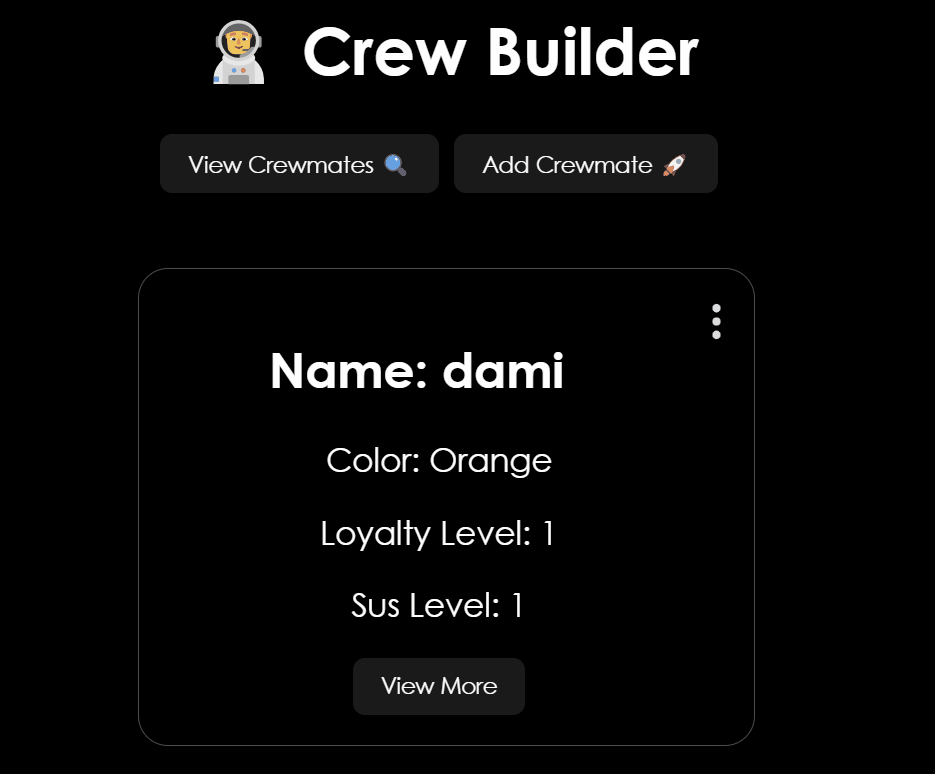 Crew Builder
View Crewmates
Add Crewmate
Name: dami
Color: Orange
Loyalty Level: 1
Sus Level: 1
View More